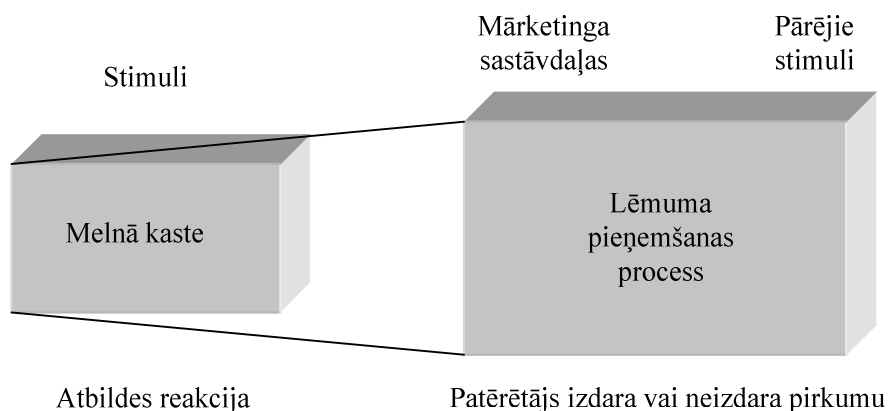 Stimuli
Melnā kaste
Atbildes reakcija
Mārketinga
sastāvdaļas
Pārējie
stimuli
Lēmuma
pieņemšanas
process
Patērētājs izdara vai neizdara pirkumu